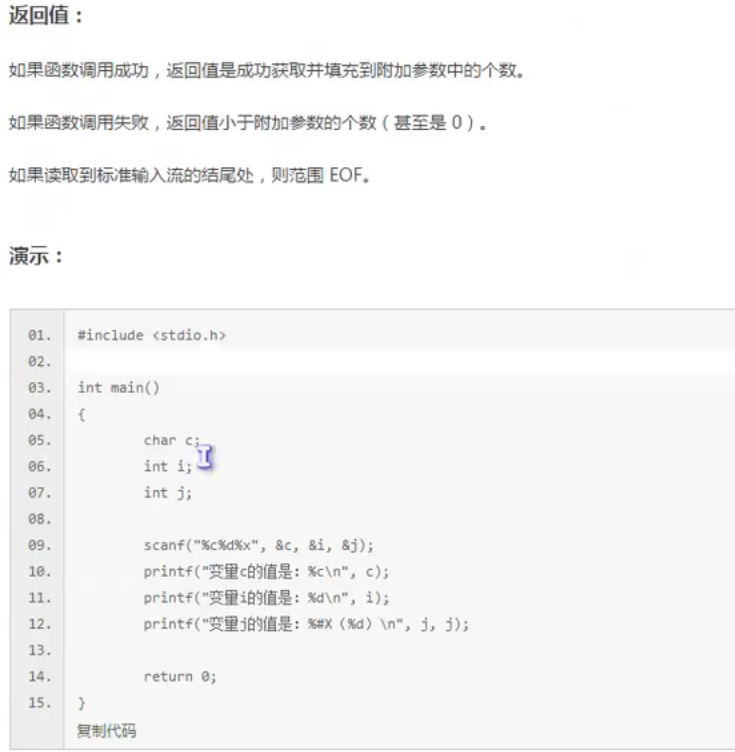 返回值：
如果函数调用成功，返回值是成功获取并填充到附加参数中的个数。
如果函数调用失败，返回值小于附加参数的个数（甚至是 0）。
如果读取到标准输入流的结尾处，则范围 EOF。
演示：
01. #include <stdio.h>
02.
03. int main()
04. {
05. char c;
06. int i;
07. int j;
08.
09. scanf("%c%d%x", &c, &i, &j);
10. printf("变量c的值是: %c\n", c);
11. printf("变量i的值是: %d\n", i);
12. printf("变量j的值是: %#X（%d）\n", j, j);
13.
14. return 0;
15. }
复制代码